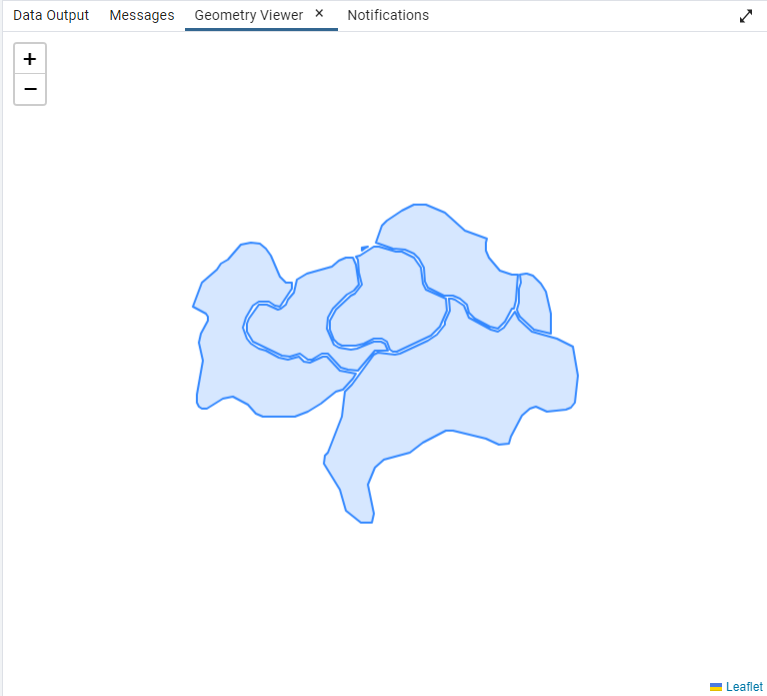 Data Output Messages Geometry Viewer × Notifications
+
−
Leaflet